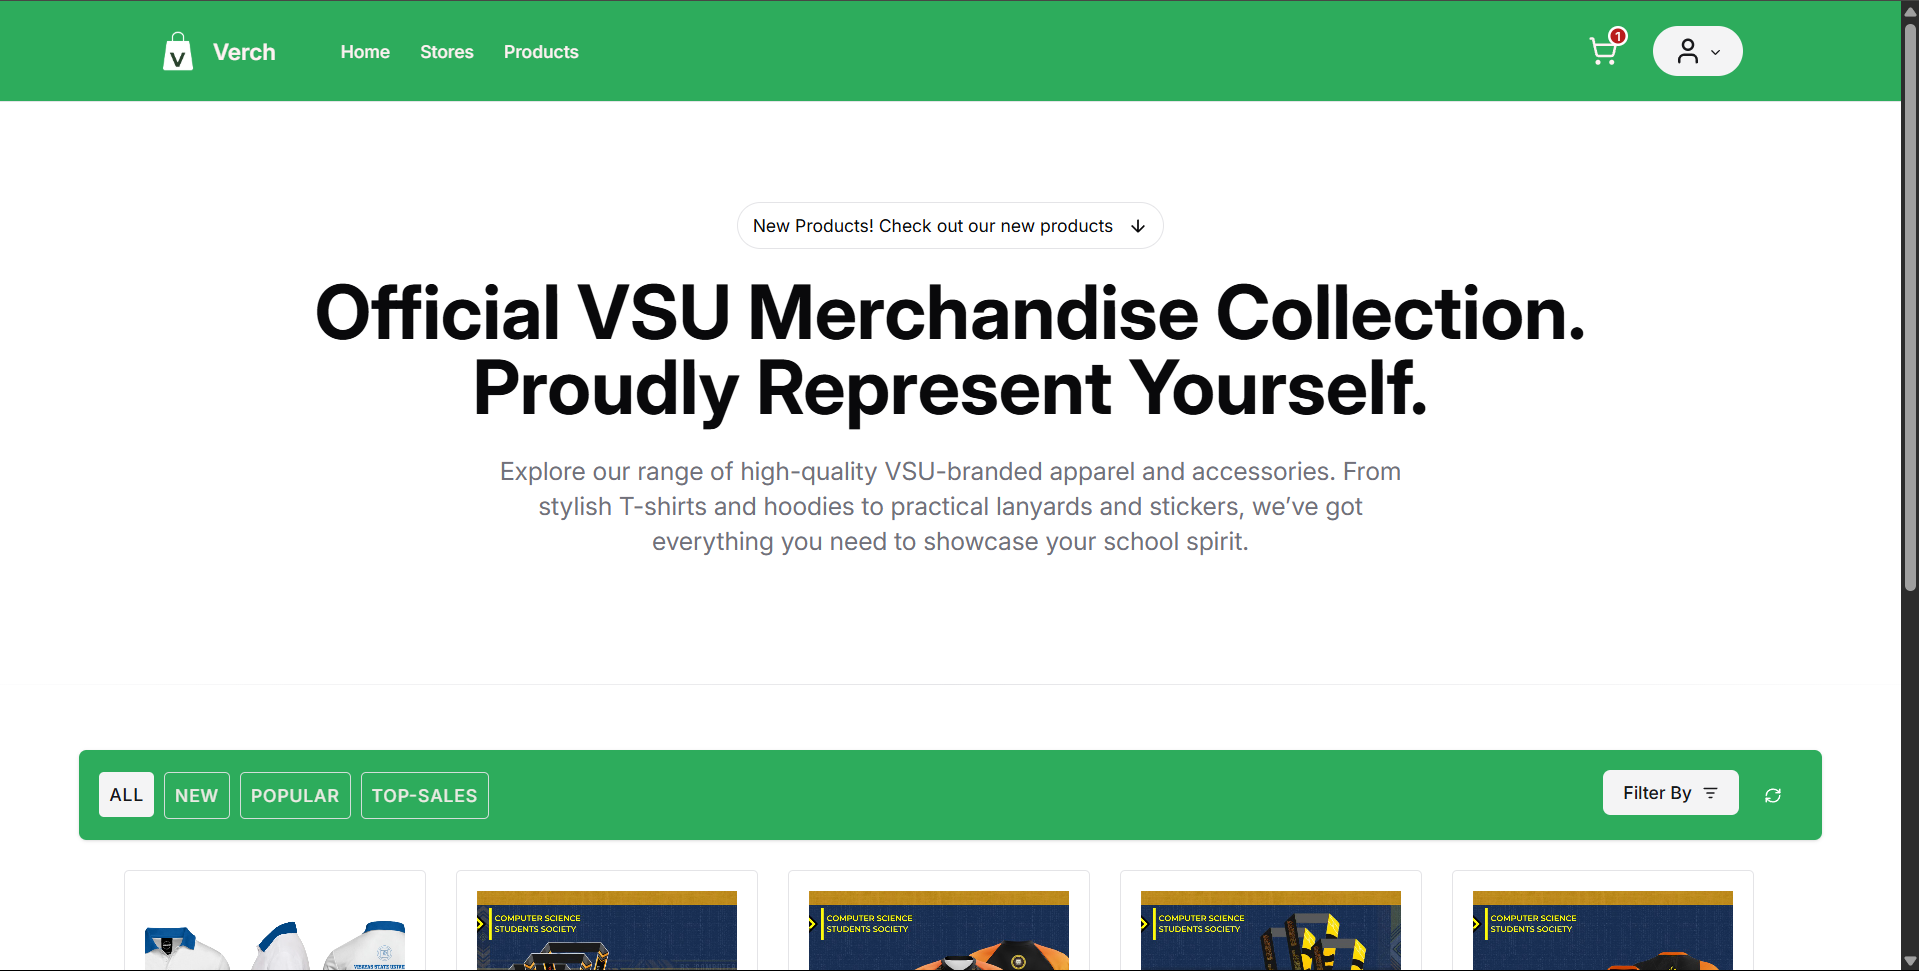 V
Verch
Home
Stores
Products
1
New Products! Check out our new products
Official VSU Merchandise Collection.
Proudly Represent Yourself.
Explore our range of high-quality VSU-branded apparel and accessories. From
stylish T-shirts and hoodies to practical lanyards and stickers, we’ve got
everything you need to showcase your school spirit.
ALL
NEW
POPULAR
TOP-SALES
Filter By
COMPUTER SCIENCE
STUDENTS SOCIETY
COMPUTER SCIENCE
STUDENTS SOCIETY
COMPUTER SCIENCE
STUDENTS SOCIETY
COMPUTER SCIENCE
STUDENTS SOCIETY